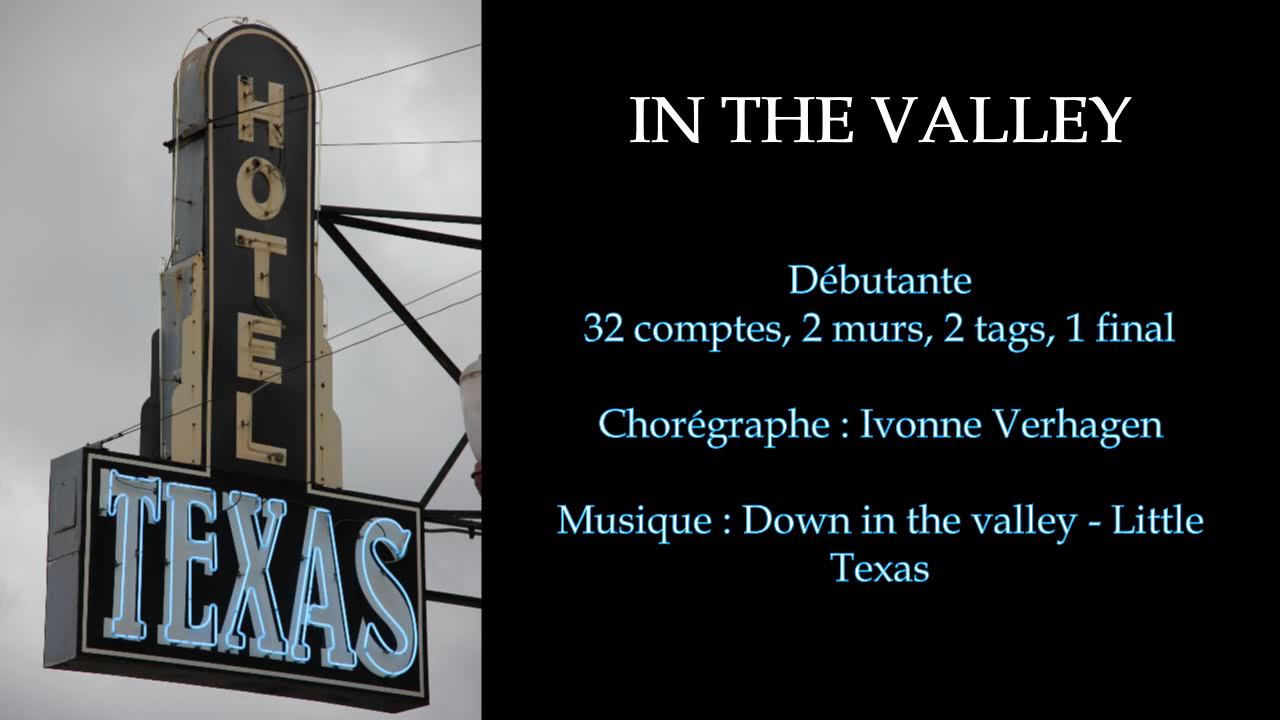 HOTEL
TEXAS
IN THE VALLEY
Débutante
32 comptes, 2 murs, 2 tags, 1 final
Chorégraphe : Ivonne Verhagen
Musique : Down in the valley - Little
Texas